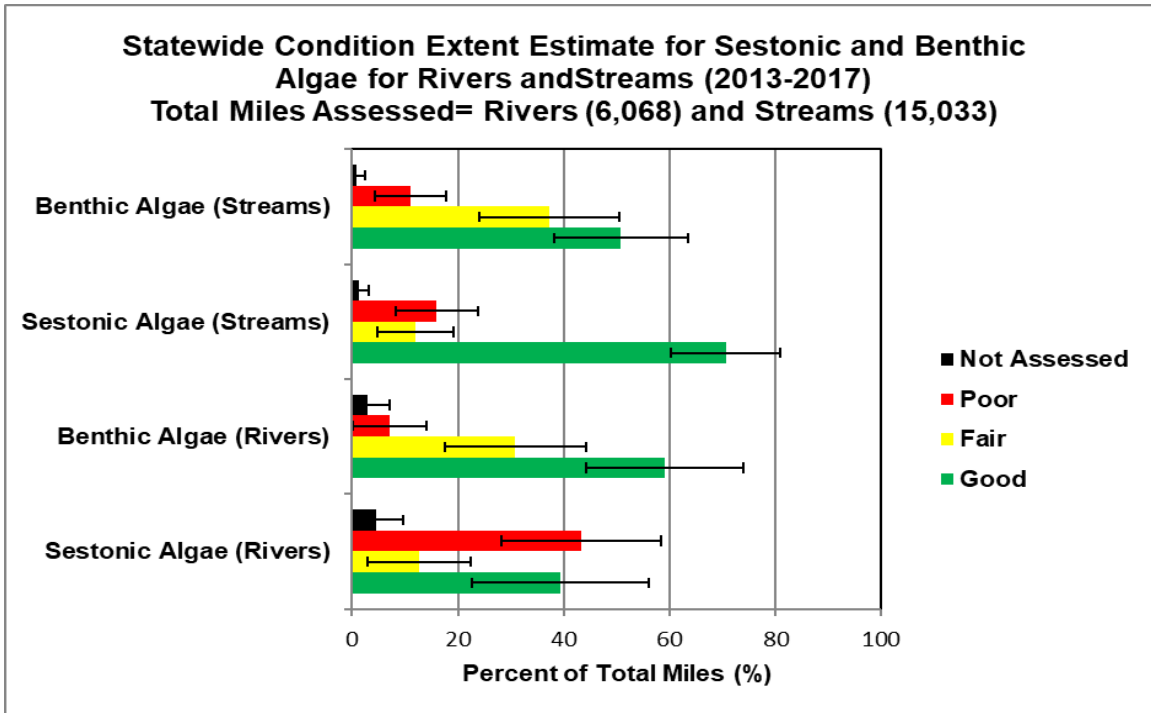 Statewide Condition Extent Estimate for Sestonic and Benthic
Algae for Rivers andStreams (2013-2017)
Total Miles Assessed= Rivers (6,068) and Streams (15,033)
Benthic Algae (Streams)
Sestonic Algae (Streams)
Benthic Algae (Rivers)
Sestonic Algae (Rivers)
Not Assessed
Poor
Fair
Good
0 20 40 60 80 100
Percent of Total Miles (%)